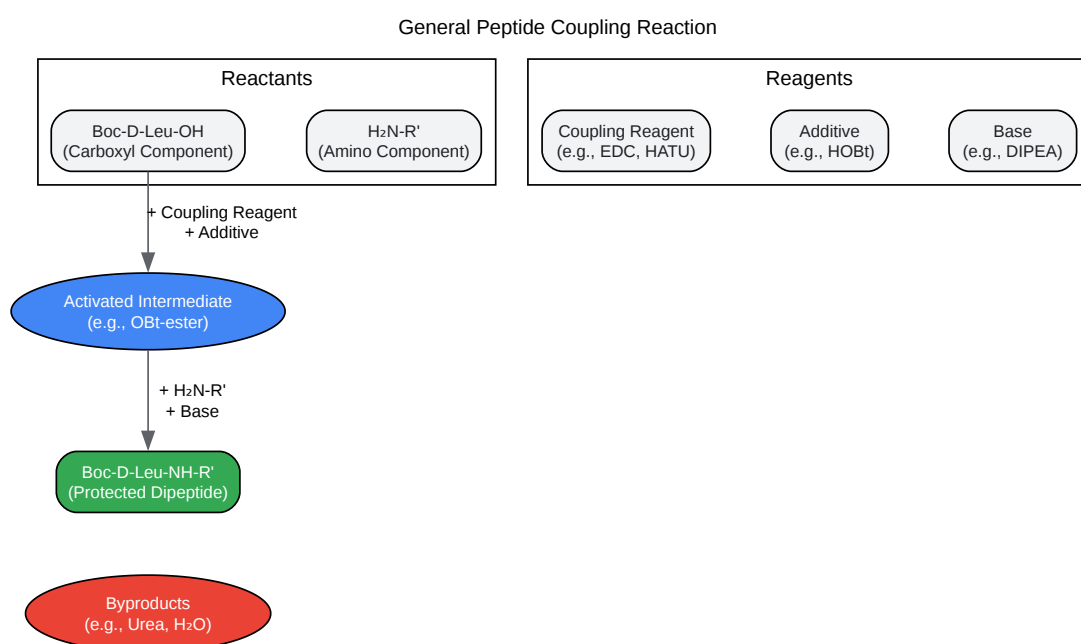 General Peptide Coupling Reaction
Reactants
Reagents
Boc-D-Leu-OH
(Carboxyl Component)
H₂N-R'
(Amino Component)
Coupling Reagent
(e.g., EDC, HATU)
Additive
(e.g., HOBt)
Base
(e.g., DIPEA)
+ Coupling Reagent
+ Additive
Activated Intermediate
(e.g., OBt-ester)
+ H₂N-R'
+ Base
Boc-D-Leu-NH-R'
(Protected Dipeptide)
Byproducts
(e.g., Urea, H₂O)